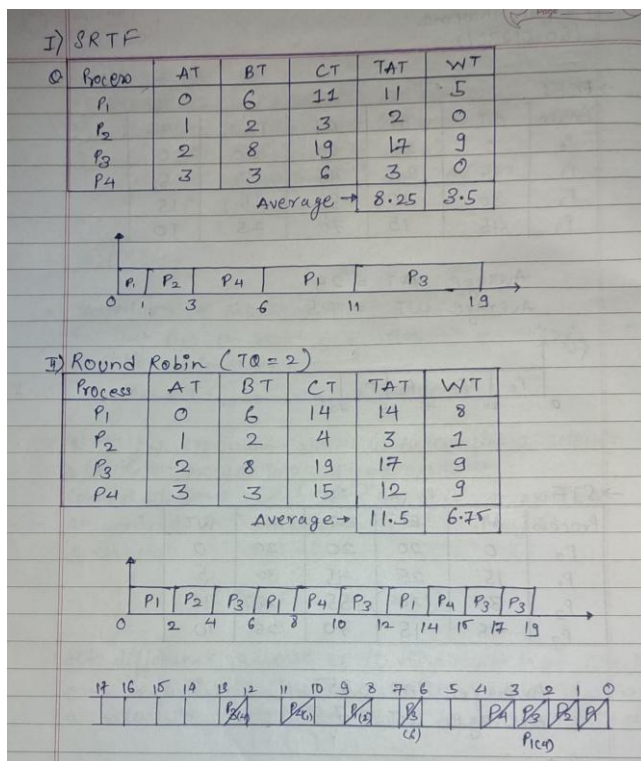 I) SRTF
Q Process AT BT CT TAT WT
P1 0 6 11 11 5
P2 1 2 3 2 0
P3 2 8 19 17 9
P4 3 3 6 3 0
Average → 8.25 3.5
P1 P2 P4 P1 P3
0 1 3 6 11 19
II) Round Robin (TQ = 2)
Process AT BT CT TAT WT
P1 0 6 14 14 8
P2 1 2 4 3 1
P3 2 8 19 17 9
P4 3 3 15 12 9
Average → 11.5 6.75
P1 P2 P3 P1 P4 P3 P1 P4 P3 P3
0 2 4 6 8 10 12 14 15 17 19
17 16 15 14 13 12 11 10 9 8 7 6 5 4 3 2 1 0
P4 P3 P2 P1
P1(4)